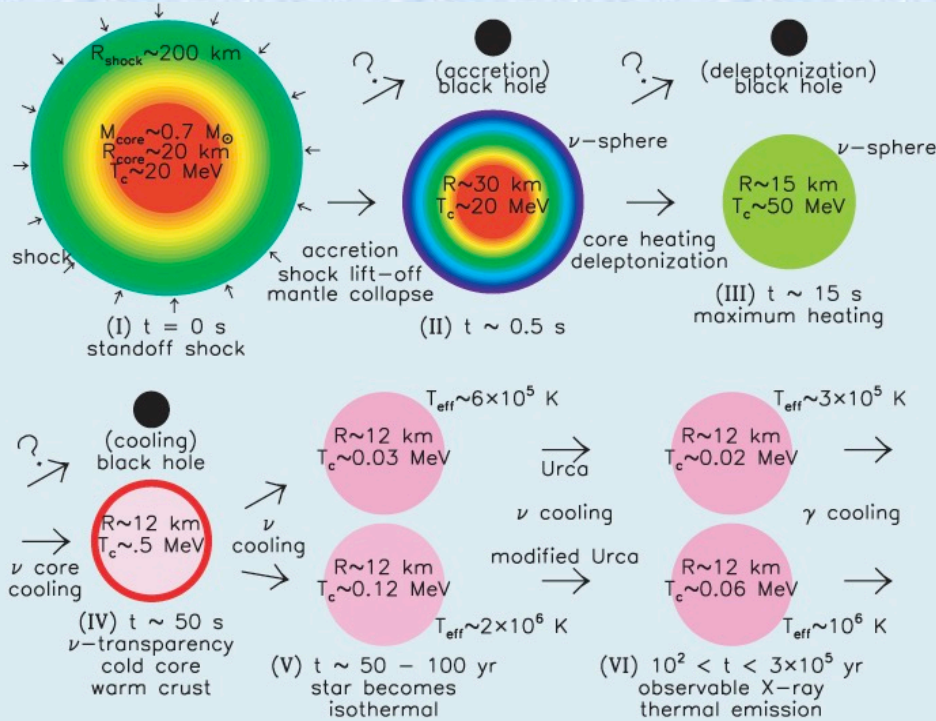 R_shock~200 km
M_core~0.7 M_⊙
R_core~20 km
T_c~20 MeV
shock
(I) t = 0 s
standoff shock
?
(accretion)
black hole
ν-sphere
R~30 km
T_c~20 MeV
accretion
shock lift-off
mantle collapse
(II) t ~ 0.5 s
?
(deleptonization)
black hole
ν-sphere
R~15 km
T_c~50 MeV
core heating
deleptonization
(III) t ~ 15 s
maximum heating
?
(cooling)
black hole
R~12 km
T_c~.5 MeV
ν core
cooling
(IV) t ~ 50 s
ν-transparency
cold core
warm crust
ν
cooling
T_eff~6×10^5 K
R~12 km
T_c~0.03 MeV
R~12 km
T_c~0.12 MeV
T_eff~2×10^6 K
(V) t ~ 50 – 100 yr
star becomes
isothermal
Urca
ν cooling
modified Urca
T_eff~3×10^5 K
R~12 km
T_c~0.02 MeV
γ cooling
R~12 km
T_c~0.06 MeV
T_eff~10^6 K
(VI) 10^2 < t < 3×10^5 yr
observable X-ray
thermal emission